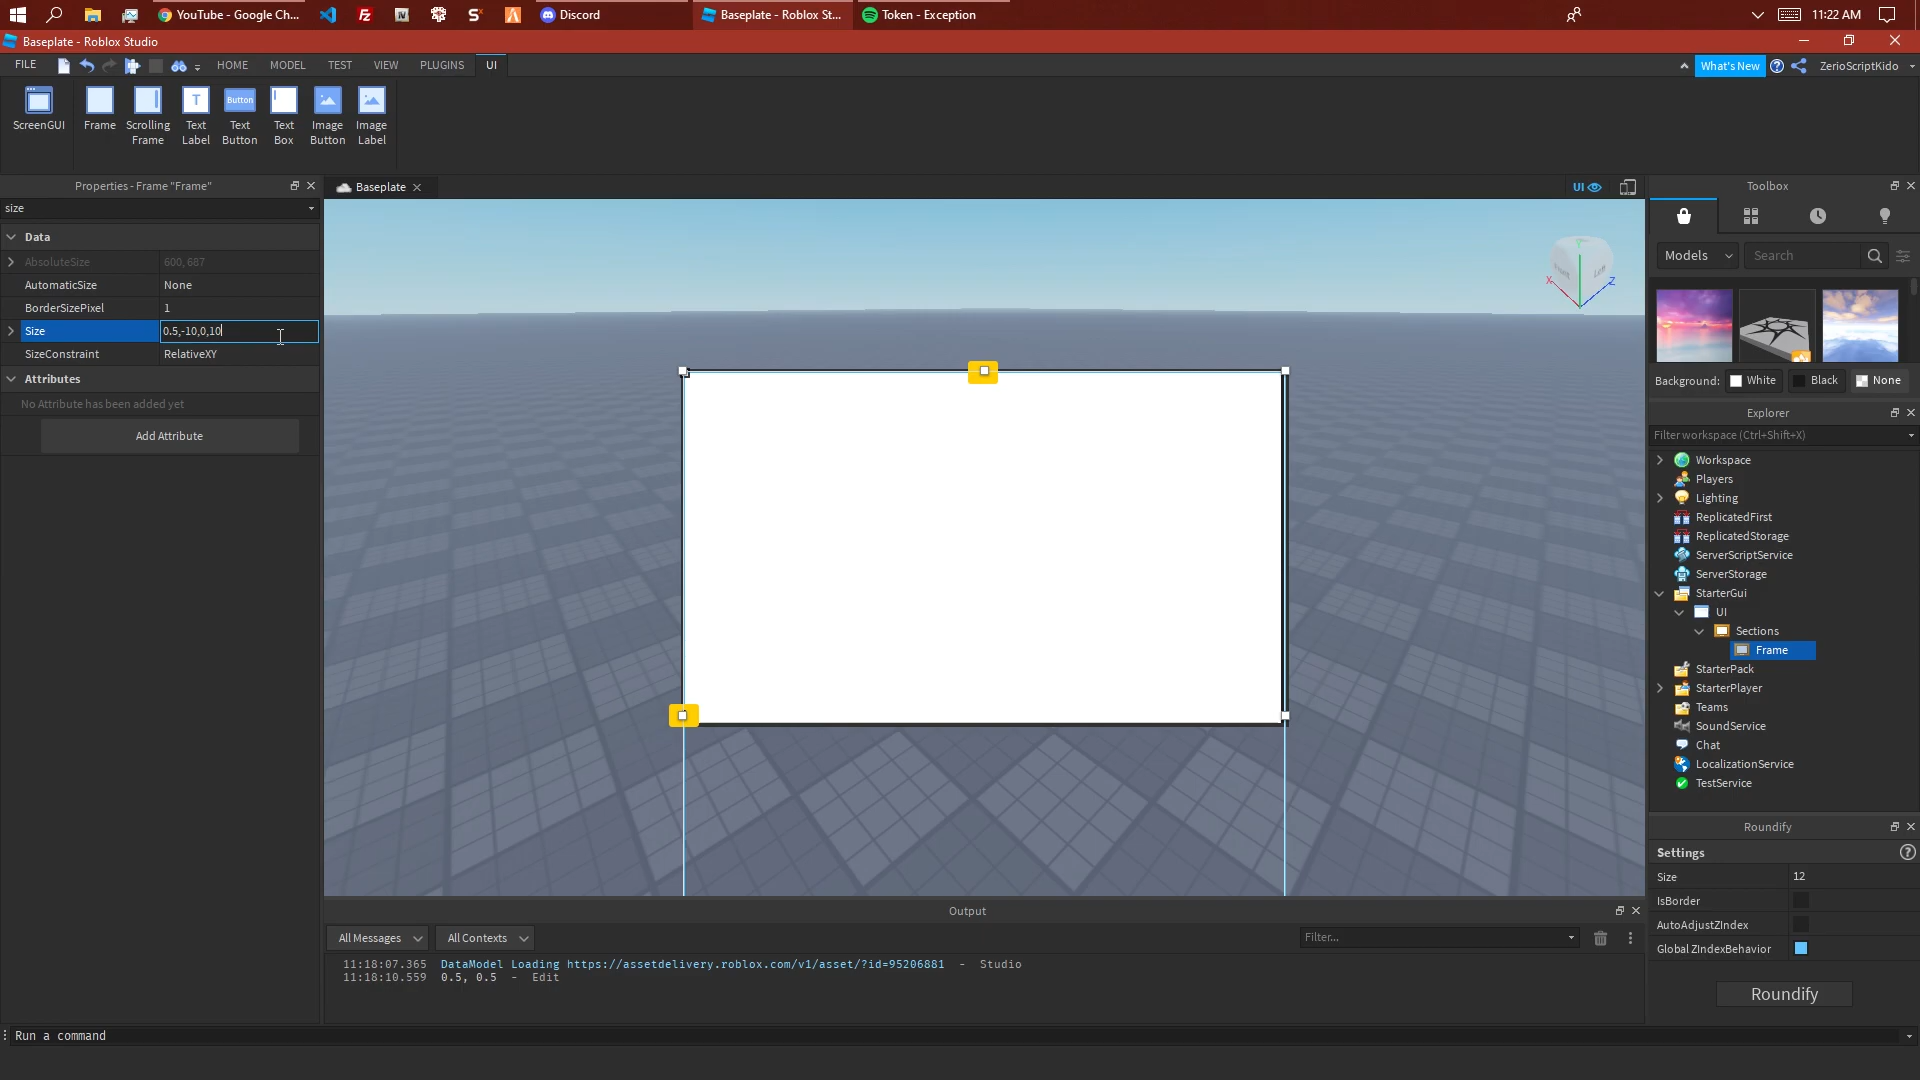 YouTube - Google Ch...
Discord
Baseplate - Roblox St...
Token - Exception
11:22 AM
Baseplate - Roblox Studio
FILE
HOME
MODEL
TEST
VIEW
PLUGINS
UI
What's New
ZerioScriptKido
ScreenGUI
Frame
Scrolling
Frame
Text
Label
Button
Text
Button
Text
Box
Image
Button
Image
Label
Properties - Frame "Frame"
size
Data
AbsoluteSize 600, 687
AutomaticSize None
BorderSizePixel 1
Size 0.5,-10,0,10
SizeConstraint RelativeXY
Attributes
No Attribute has been added yet
Add Attribute
Baseplate
UI
X
Z
Toolbox
Models
Search
Background: White Black None
Explorer
Filter workspace (Ctrl+Shift+X)
Workspace
Players
Lighting
ReplicatedFirst
ReplicatedStorage
ServerScriptService
ServerStorage
StarterGui
UI
Sections
Frame
StarterPack
StarterPlayer
Teams
SoundService
Chat
LocalizationService
TestService
Roundify
Settings
Size 12
IsBorder
AutoAdjustZIndex
Global ZIndexBehavior
Roundify
Output
All Messages
All Contexts
Filter...
11:18:07.365 DataModel Loading https://assetdelivery.roblox.com/v1/asset/?id=95206881 - Studio
11:18:10.559 0.5, 0.5 - Edit
Run a command